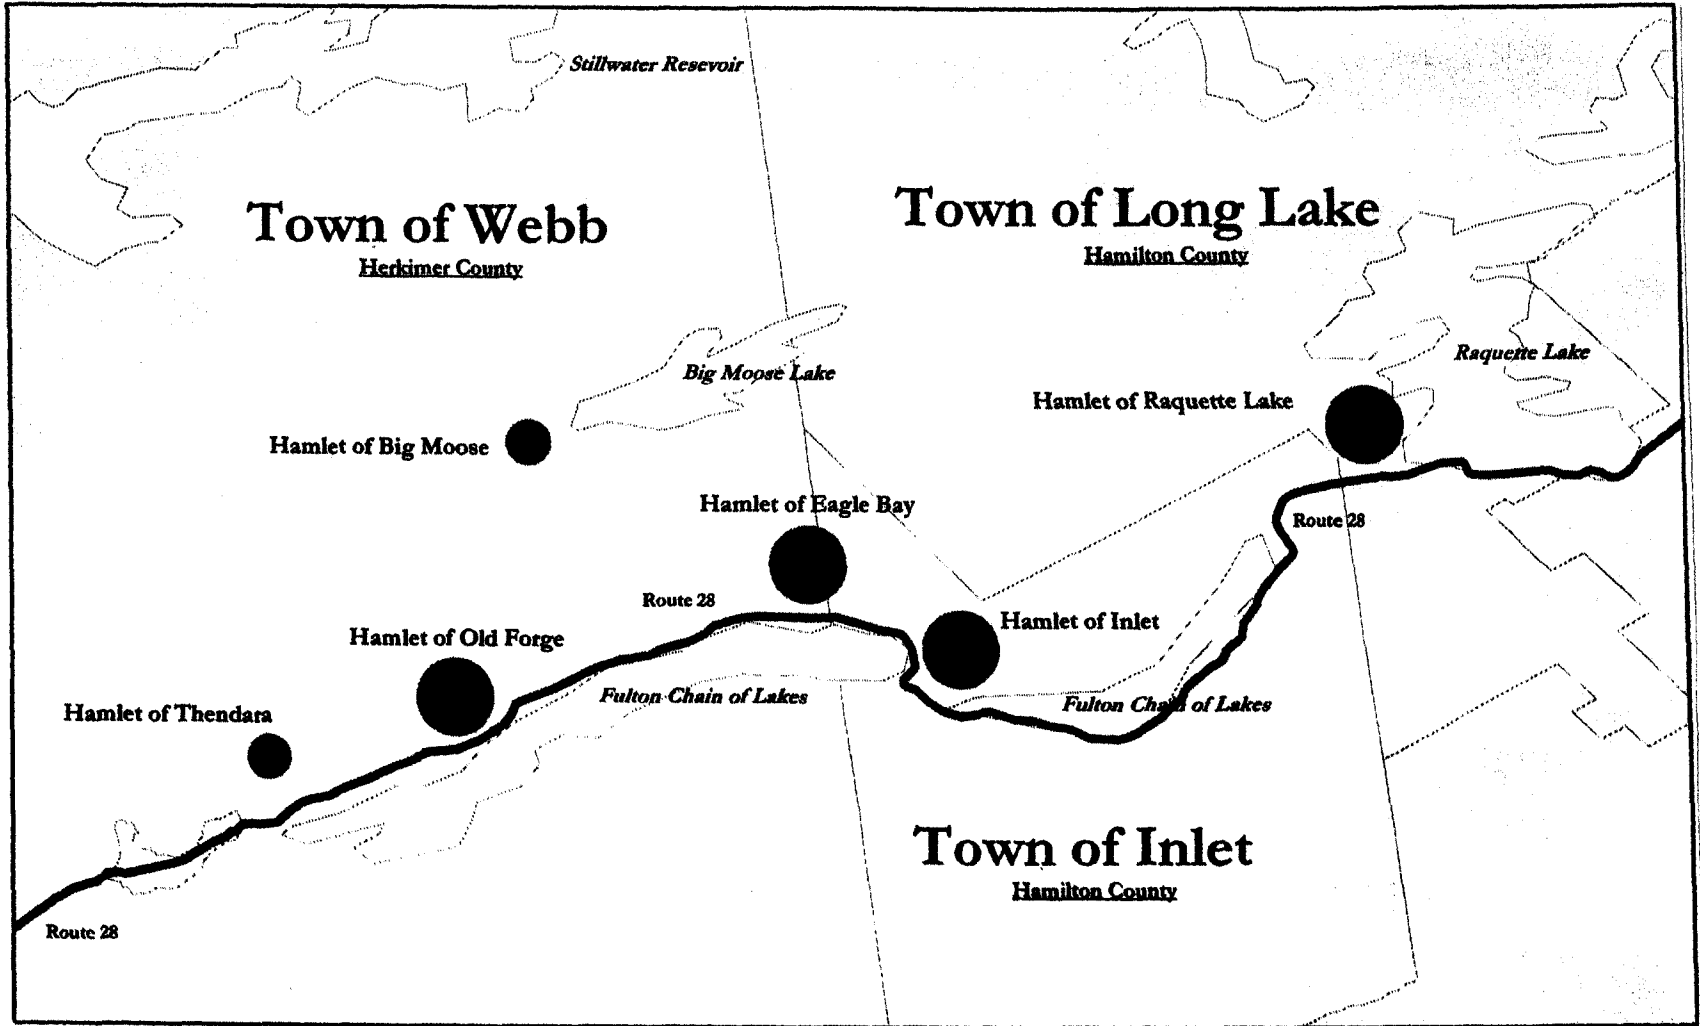 Stillwater Resevoir
Town of Webb
Herkimer County
Town of Long Lake
Hamilton County
Big Moose Lake
Raquette Lake
Hamlet of Raquette Lake
Hamlet of Big Moose
Hamlet of Eagle Bay
Route 28
Route 28
Hamlet of Inlet
Hamlet of Old Forge
Fulton Chain of Lakes
Fulton Chain of Lakes
Hamlet of Thendara
Town of Inlet
Hamilton County
Route 28